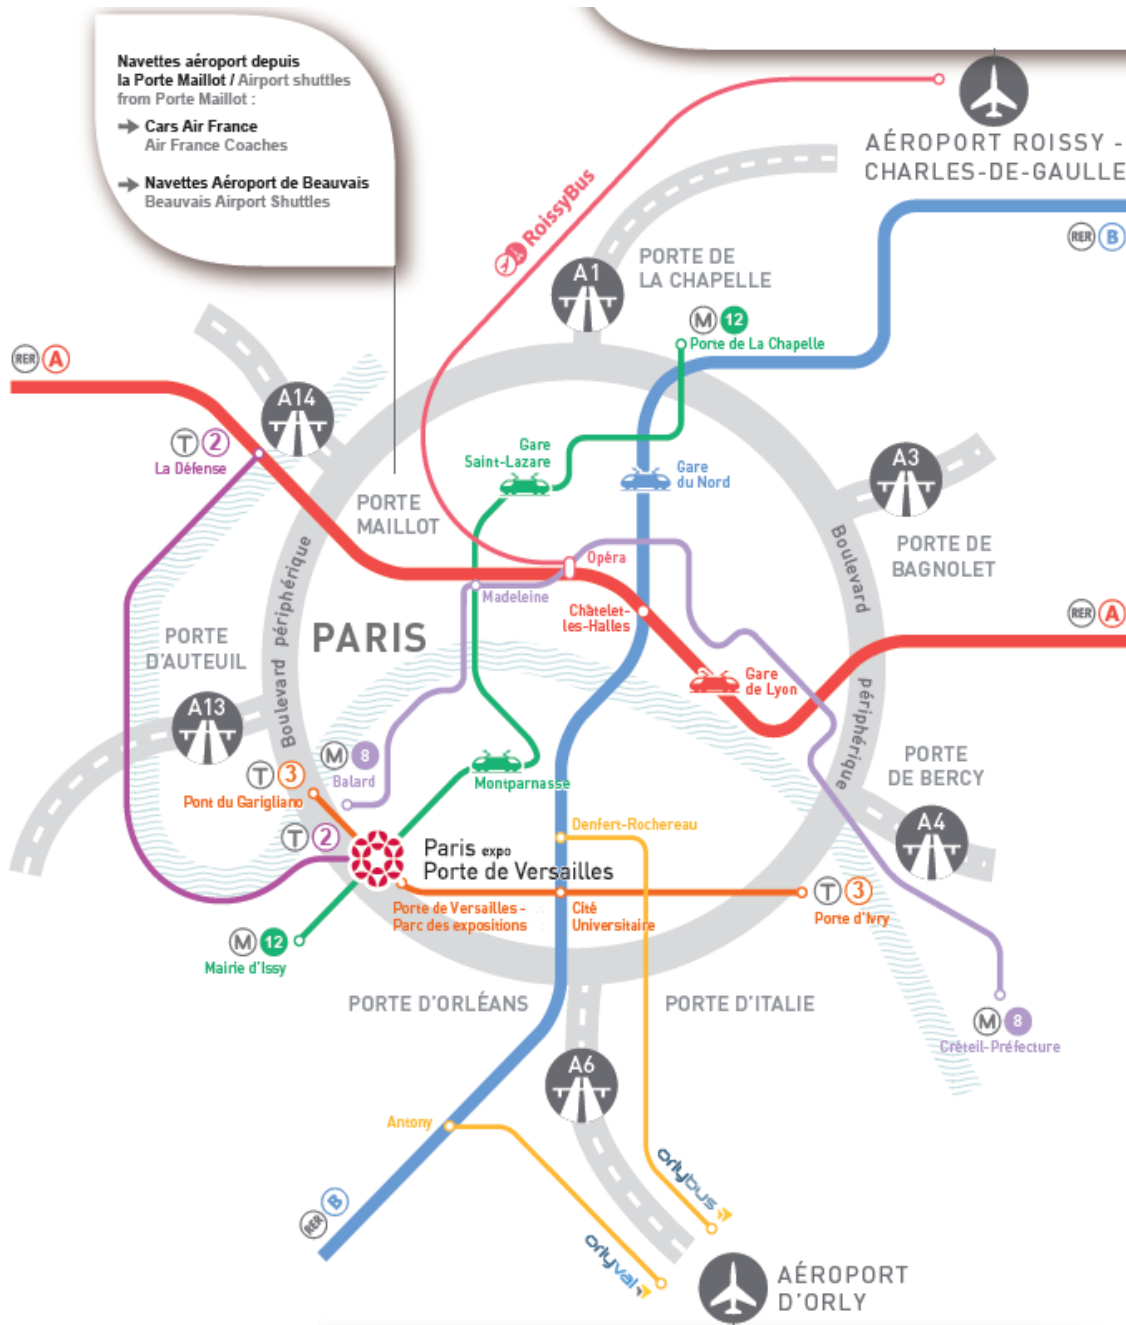 Navettes aéroport depuis
la Porte Maillot / Airport shuttles
from Porte Maillot :
Cars Air France
Air France Coaches
Navettes Aéroport de Beauvais
Beauvais Airport Shuttles
AÉROPORT ROISSY -
CHARLES-DE-GAULLE
RoissyBus
RER B
A1
PORTE DE
LA CHAPELLE
M 12
Porte de La Chapelle
RER A
A14
T 2
La Défense
Gare
Saint-Lazare
Gare
du Nord
A3
PORTE
MAILLOT
PORTE DE
BAGNOLET
Boulevard périphérique
Boulevard
périphérique
Opéra
Madeleine
Châtelet-
les-Halles
RER A
PORTE
D'AUTEUIL
PARIS
Gare
de Lyon
A13
PORTE
DE BERCY
M 8
Balard
T 3
Pont du Garigliano
Montparnasse
A4
T 2
Denfert-Rochereau
Paris expo
Porte de Versailles
T 3
Porte d'Ivry
Porte de Versailles -
Parc des expositions
Cité
Universitaire
M 12
Mairie d'Issy
PORTE D'ORLÉANS
PORTE D'ITALIE
M 8
Créteil-Préfecture
A6
Antony
orlybus
RER B
orlyval
AÉROPORT
D'ORLY